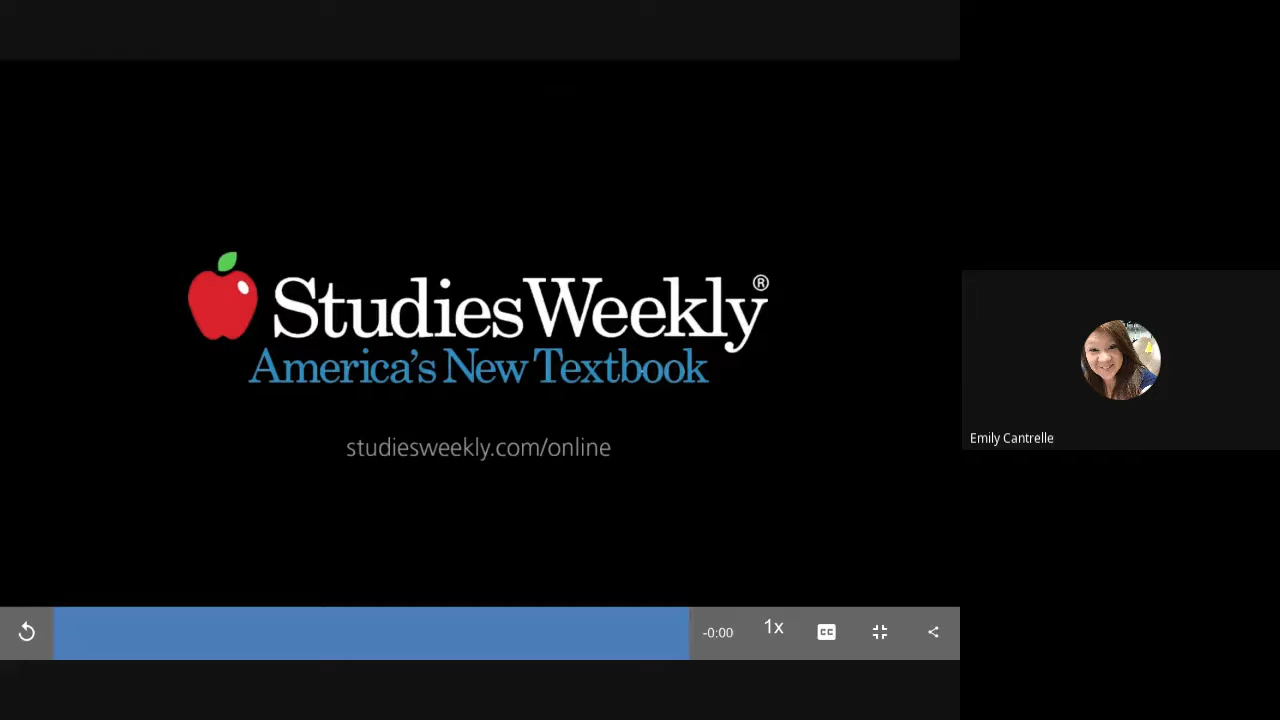 StudiesWeekly®
America's New Textbook
studiesweekly.com/online
Emily Cantrelle
-0:00
1x
CC